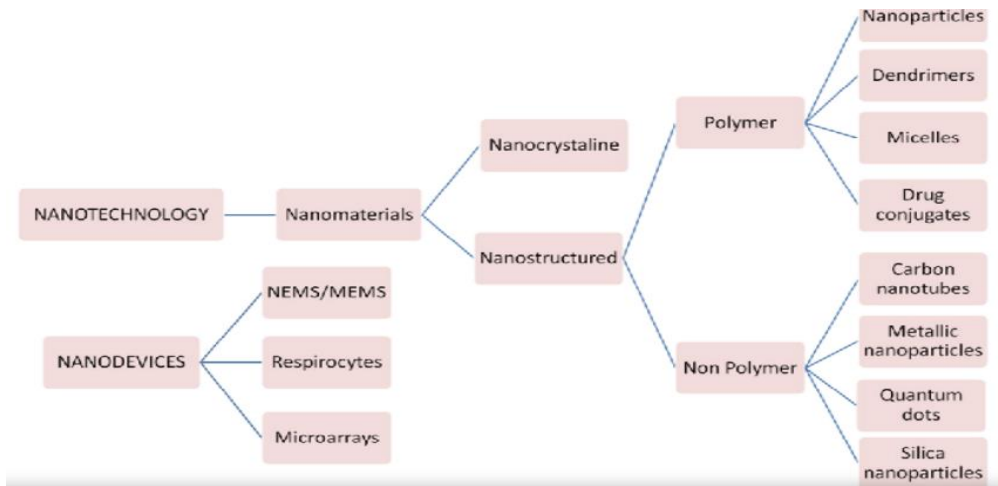 Nanoparticles
Dendrimers
Polymer
Micelles
Nanocrystaline
Drug
conjugates
NANOTECHNOLOGY
Nanomaterials
Nanostructured
Carbon
nanotubes
NEMS/MEMS
Metallic
nanoparticles
NANODEVICES
Respirocytes
Non Polymer
Quantum
dots
Microarrays
Silica
nanoparticles